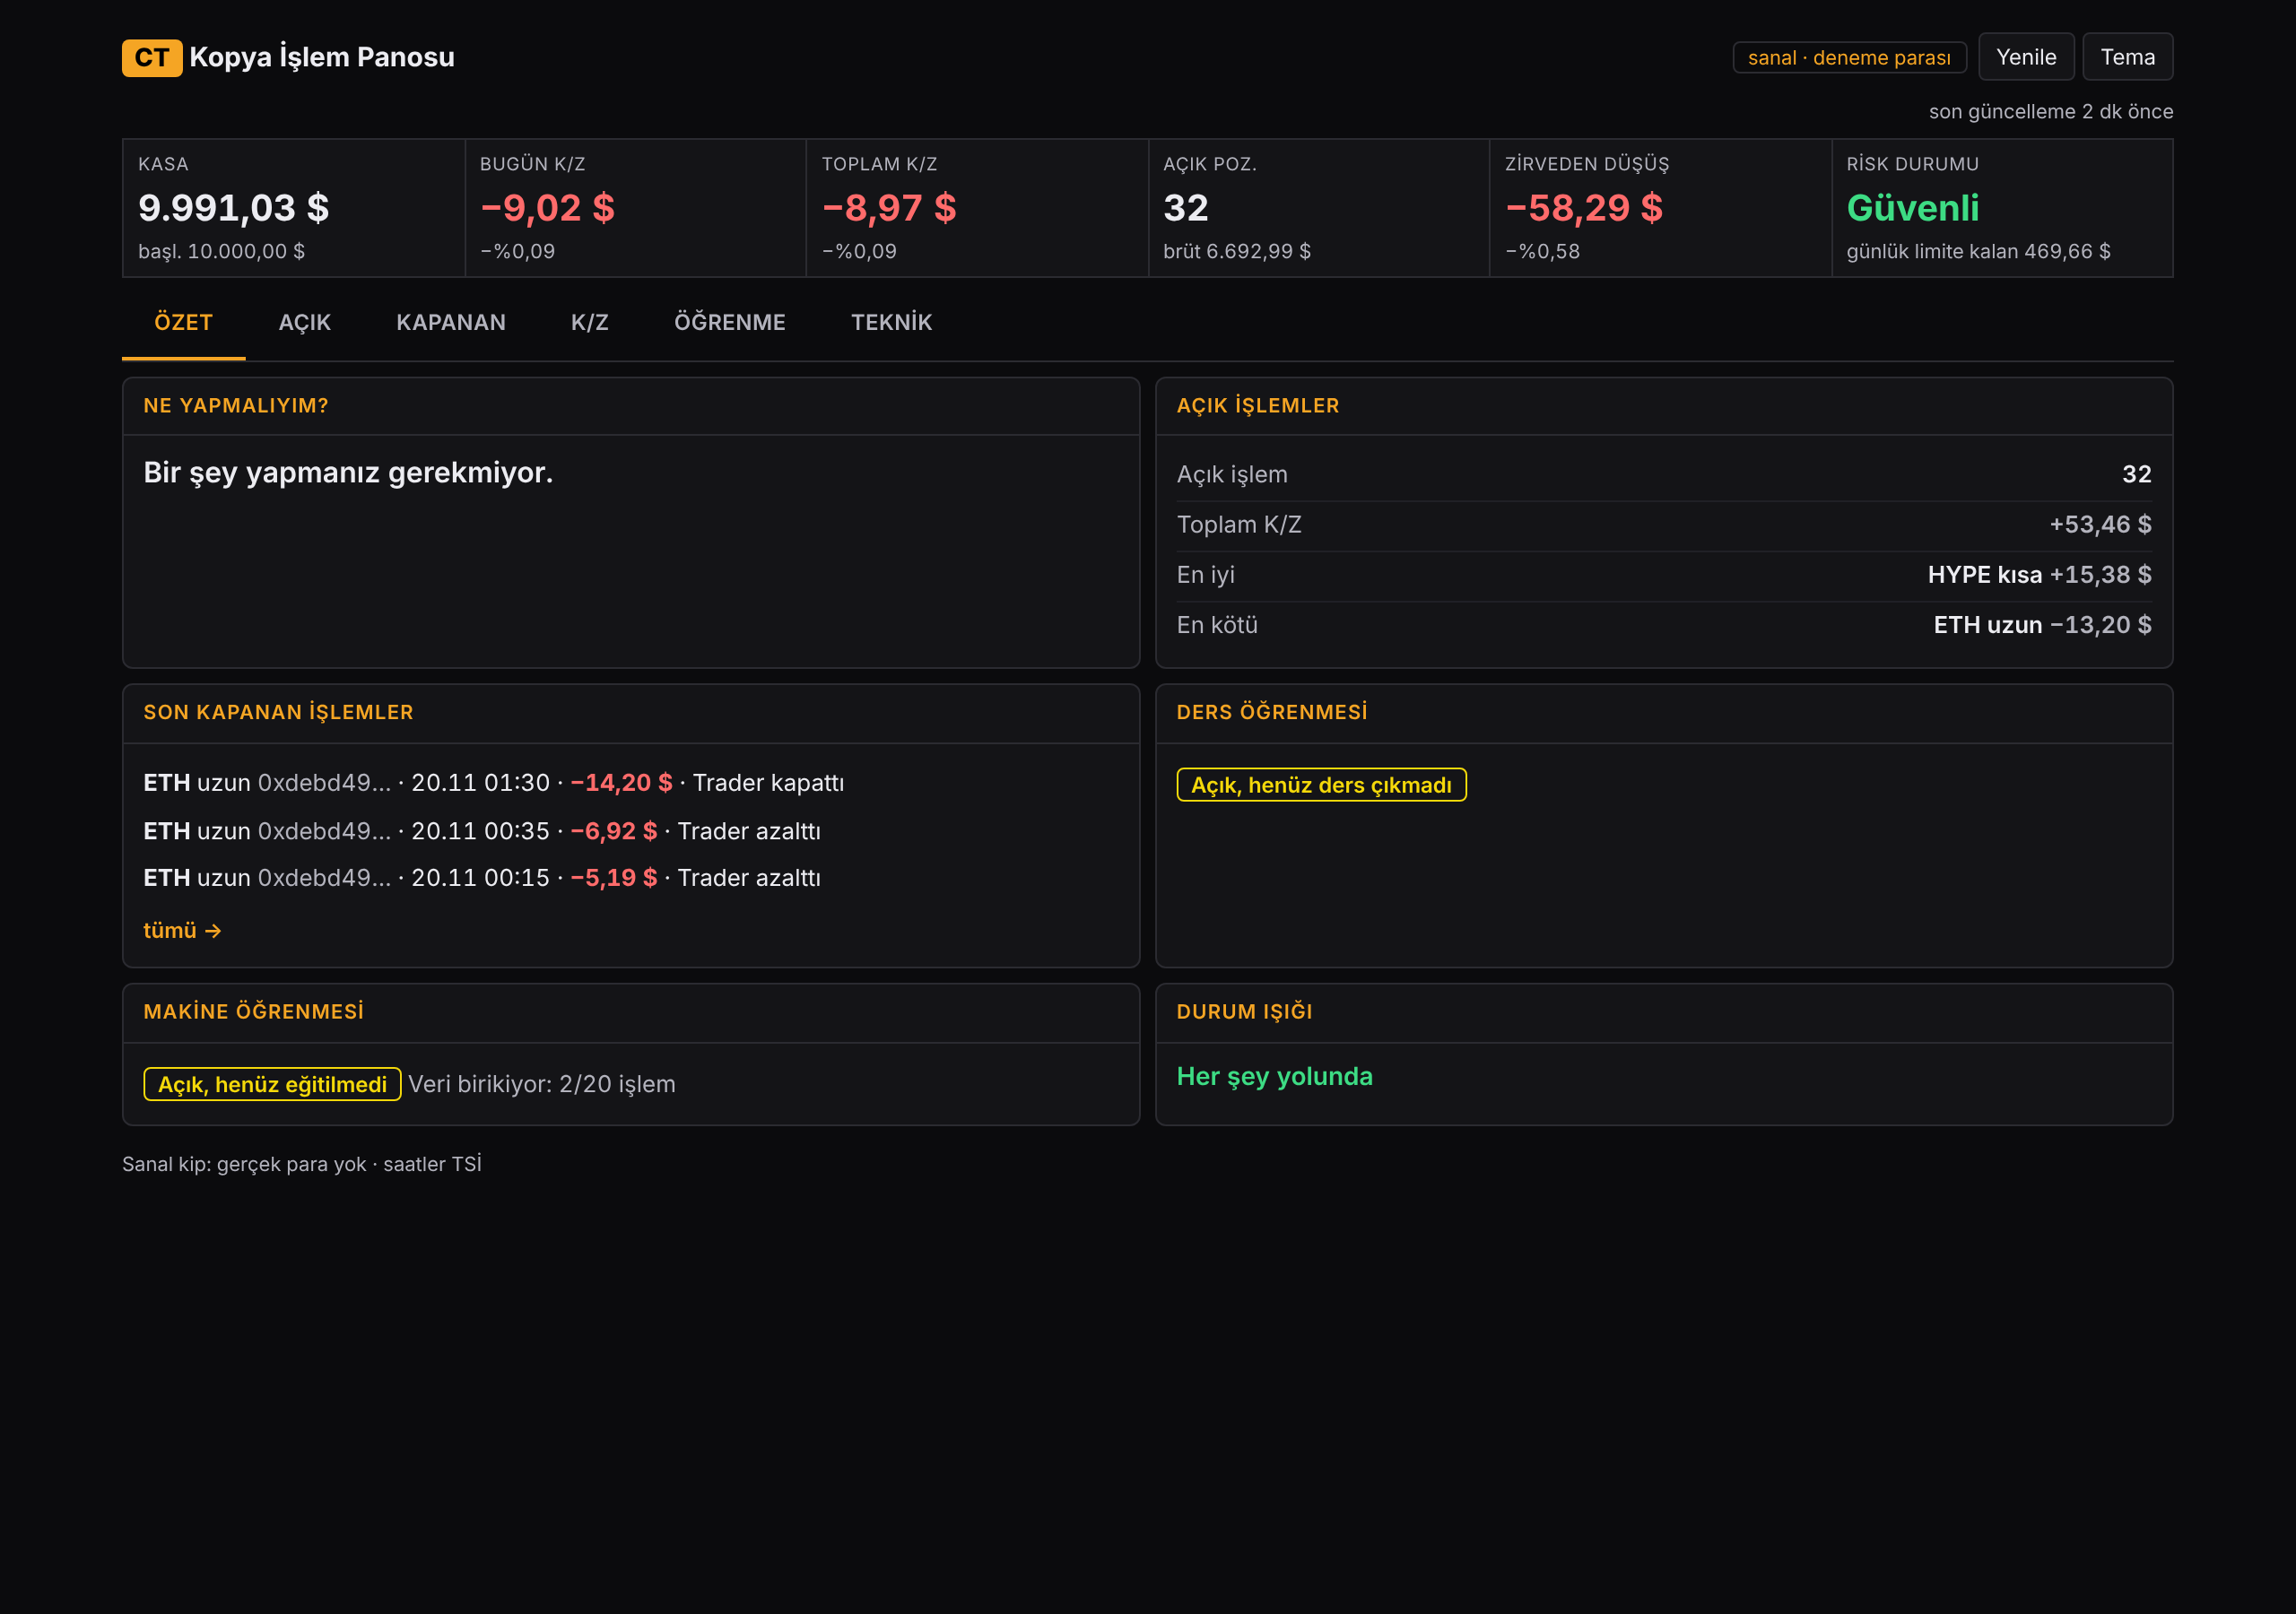 CT Kopya İşlem Panosu
sanal · deneme parası Yenile Tema
son güncelleme 2 dk önce
KASA
9.991,03 $
başl. 10.000,00 $
BUGÜN K/Z
−9,02 $
−%0,09
TOPLAM K/Z
−8,97 $
−%0,09
AÇIK POZ.
32
brüt 6.692,99 $
ZİRVEDEN DÜŞÜŞ
−58,29 $
−%0,58
RİSK DURUMU
Güvenli
günlük limite kalan 469,66 $
ÖZET AÇIK KAPANAN K/Z ÖĞRENME TEKNİK
NE YAPMALIYIM?
Bir şey yapmanız gerekmiyor.
AÇIK İŞLEMLER
Açık işlem 32
Toplam K/Z +53,46 $
En iyi HYPE kısa +15,38 $
En kötü ETH uzun −13,20 $
SON KAPANAN İŞLEMLER
ETH uzun 0xdebd49… · 20.11 01:30 · −14,20 $ · Trader kapattı
ETH uzun 0xdebd49… · 20.11 00:35 · −6,92 $ · Trader azalttı
ETH uzun 0xdebd49… · 20.11 00:15 · −5,19 $ · Trader azalttı
tümü →
DERS ÖĞRENMESİ
Açık, henüz ders çıkmadı
MAKİNE ÖĞRENMESİ
Açık, henüz eğitilmedi Veri birikiyor: 2/20 işlem
DURUM IŞIĞI
Her şey yolunda
Sanal kip: gerçek para yok · saatler TSİ